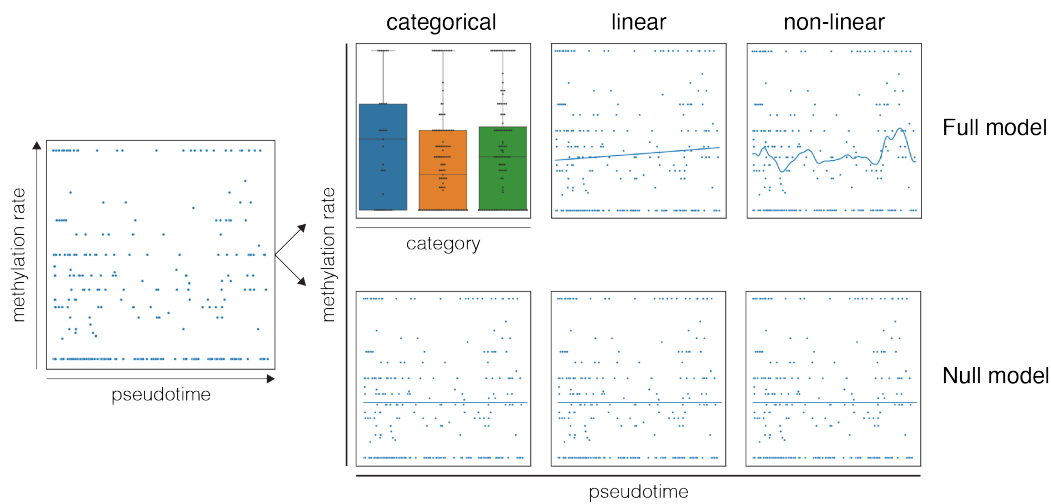 categorical
linear
non-linear
methylation rate
Full model
category
methylation rate
pseudotime
Null model
pseudotime